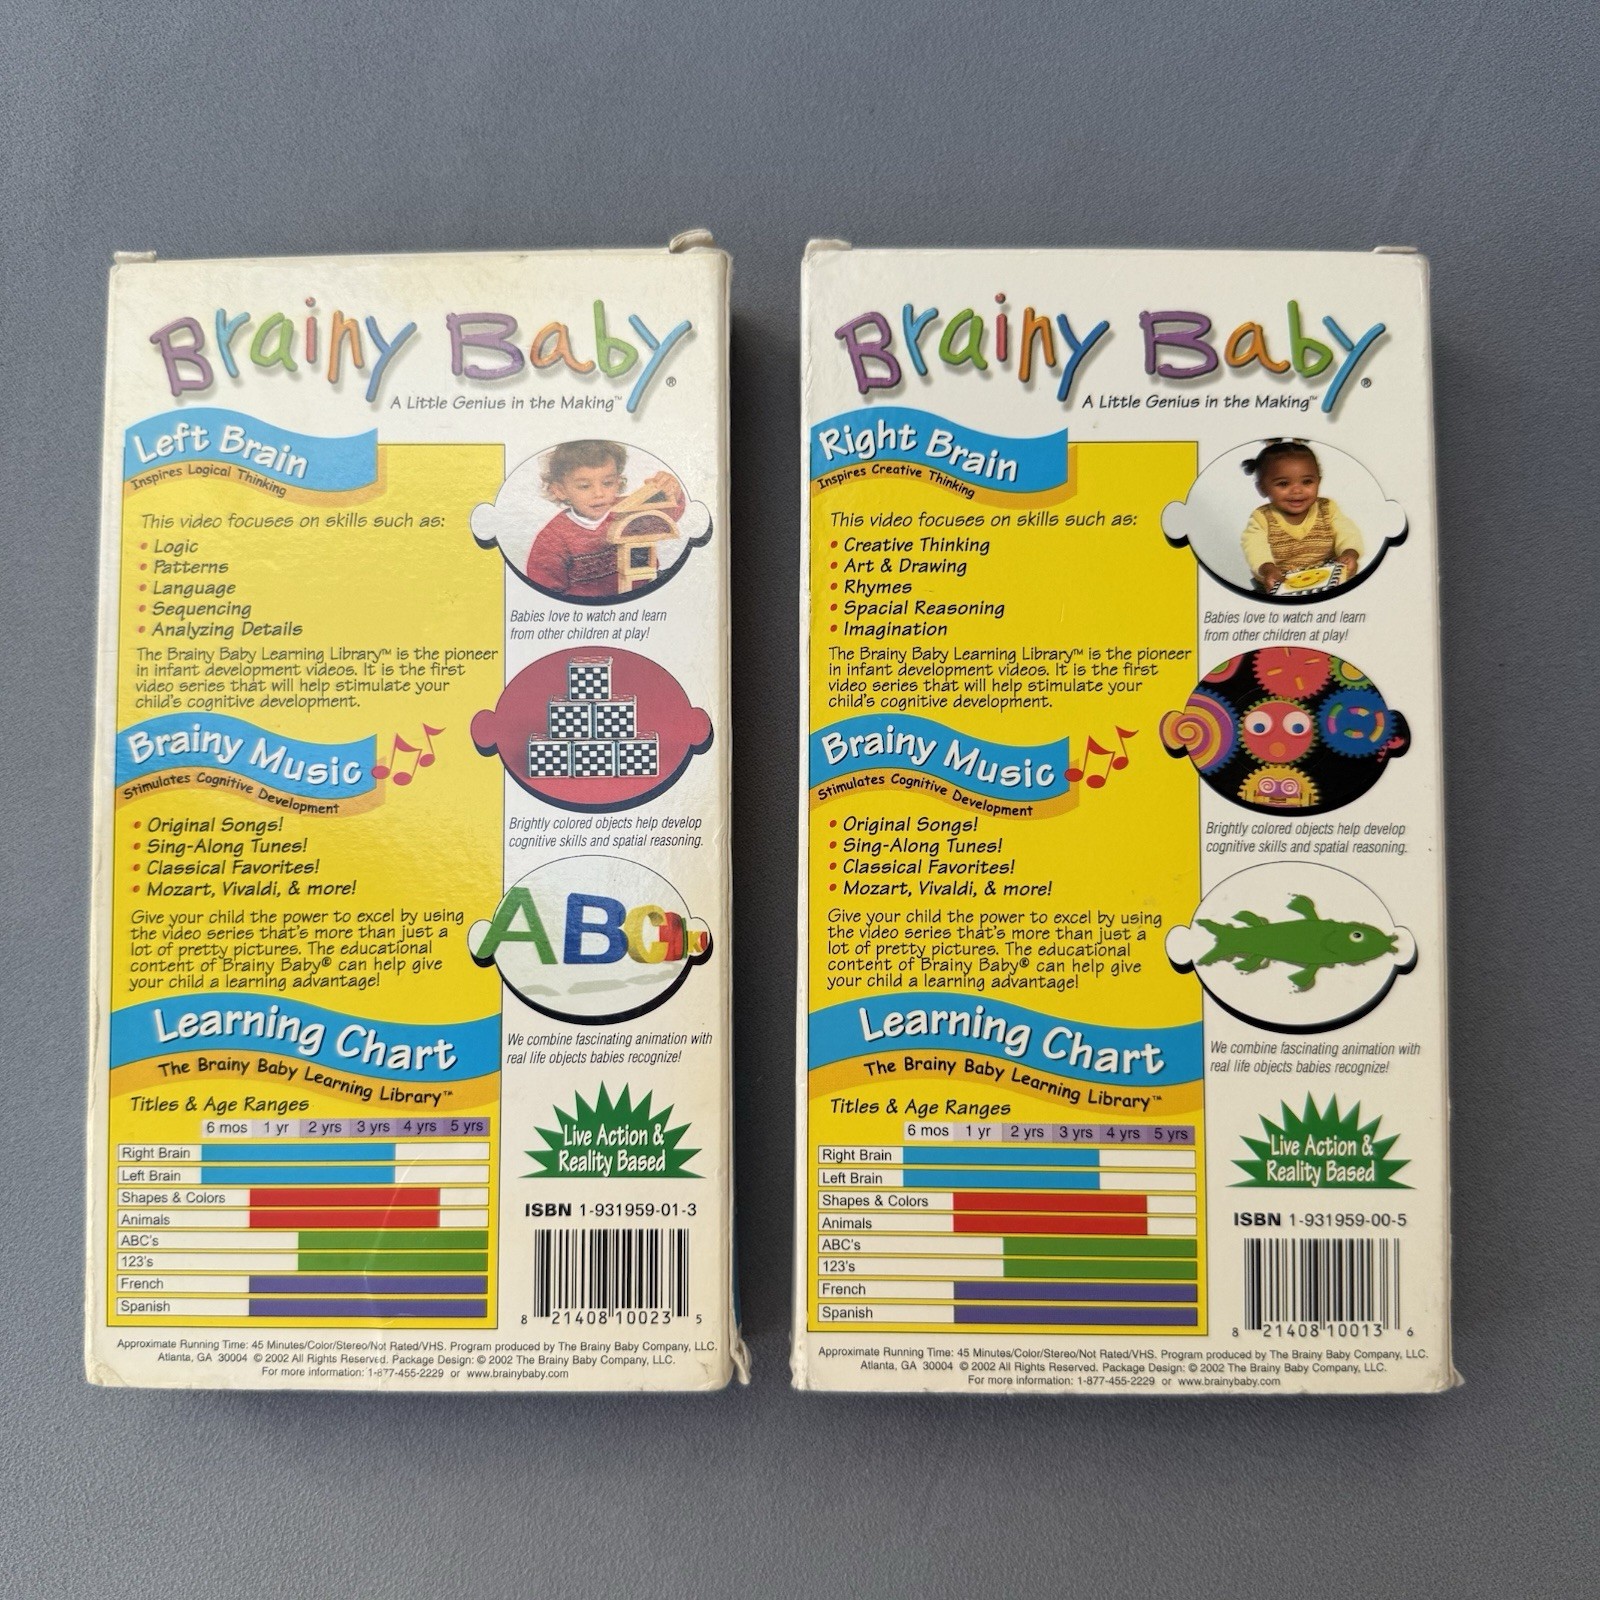 Brainy Baby®
A Little Genius in the Making™
Left Brain
Inspires Logical Thinking
This video focuses on skills such as:
• Logic
• Patterns
• Language
• Sequencing
• Analyzing Details
The Brainy Baby Learning Library™ is the pioneer
in infant development videos. It is the first
video series that will help stimulate your
child's cognitive development.
Brainy Music
Stimulates Cognitive Development
• Original Songs!
• Sing-Along Tunes!
• Classical Favorites!
• Mozart, Vivaldi, & more!
Give your child the power to excel by using
the video series that's more than just a
lot of pretty pictures. The educational
content of Brainy Baby® can help give
your child a learning advantage!
Learning Chart
The Brainy Baby Learning Library™
Titles & Age Ranges
6 mos 1 yr 2 yrs 3 yrs 4 yrs 5 yrs
Right Brain
Left Brain
Shapes & Colors
Animals
ABC's
123's
French
Spanish
Babies love to watch and learn
from other children at play!
Brightly colored objects help develop
cognitive skills and spatial reasoning.
ABC
We combine fascinating animation with
real life objects babies recognize!
Live Action &
Reality Based
ISBN 1-931959-01-3
8 21408 10023 5
Approximate Running Time: 45 Minutes/Color/Stereo/Not Rated/VHS. Program produced by The Brainy Baby Company, LLC.
Atlanta, GA 30004 © 2002 All Rights Reserved. Package Design: © 2002 The Brainy Baby Company, LLC.
For more information: 1-877-455-2229 or www.brainybaby.com
Brainy Baby®
A Little Genius in the Making™
Right Brain
Inspires Creative Thinking
This video focuses on skills such as:
• Creative Thinking
• Art & Drawing
• Rhymes
• Spacial Reasoning
• Imagination
The Brainy Baby Learning Library™ is the pioneer
in infant development videos. It is the first
video series that will help stimulate your
child's cognitive development.
Brainy Music
Stimulates Cognitive Development
• Original Songs!
• Sing-Along Tunes!
• Classical Favorites!
• Mozart, Vivaldi, & more!
Give your child the power to excel by using
the video series that's more than just a
lot of pretty pictures. The educational
content of Brainy Baby® can help give
your child a learning advantage!
Learning Chart
The Brainy Baby Learning Library™
Titles & Age Ranges
6 mos 1 yr 2 yrs 3 yrs 4 yrs 5 yrs
Right Brain
Left Brain
Shapes & Colors
Animals
ABC's
123's
French
Spanish
Babies love to watch and learn
from other children at play!
Brightly colored objects help develop
cognitive skills and spatial reasoning.
We combine fascinating animation with
real life objects babies recognize!
Live Action &
Reality Based
ISBN 1-931959-00-5
8 21408 10013 6
Approximate Running Time: 45 Minutes/Color/Stereo/Not Rated/VHS. Program produced by The Brainy Baby Company, LLC.
Atlanta, GA 30004 © 2002 All Rights Reserved. Package Design: © 2002 The Brainy Baby Company, LLC.
For more information: 1-877-455-2229 or www.brainybaby.com